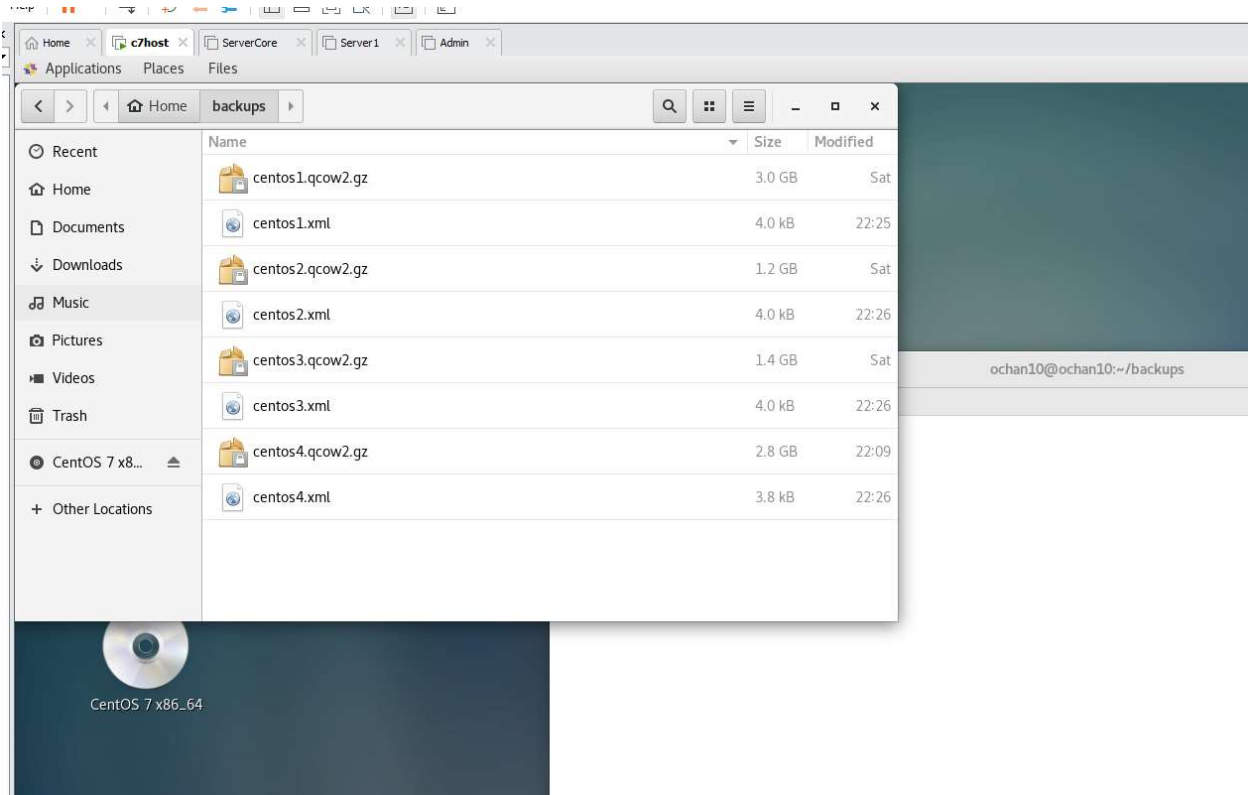 Help
Home c7host ServerCore Server1 Admin
Applications Places Files
Home backups
Name Size Modified
Recent
Home
Documents
Downloads
Music
Pictures
Videos
Trash
CentOS 7 x8...
+ Other Locations
centos1.qcow2.gz 3.0 GB Sat
centos1.xml 4.0 kB 22:25
centos2.qcow2.gz 1.2 GB Sat
centos2.xml 4.0 kB 22:26
centos3.qcow2.gz 1.4 GB Sat
centos3.xml 4.0 kB 22:26
centos4.qcow2.gz 2.8 GB 22:09
centos4.xml 3.8 kB 22:26
ochan10@ochan10:~/backups
CentOS 7 x86_64